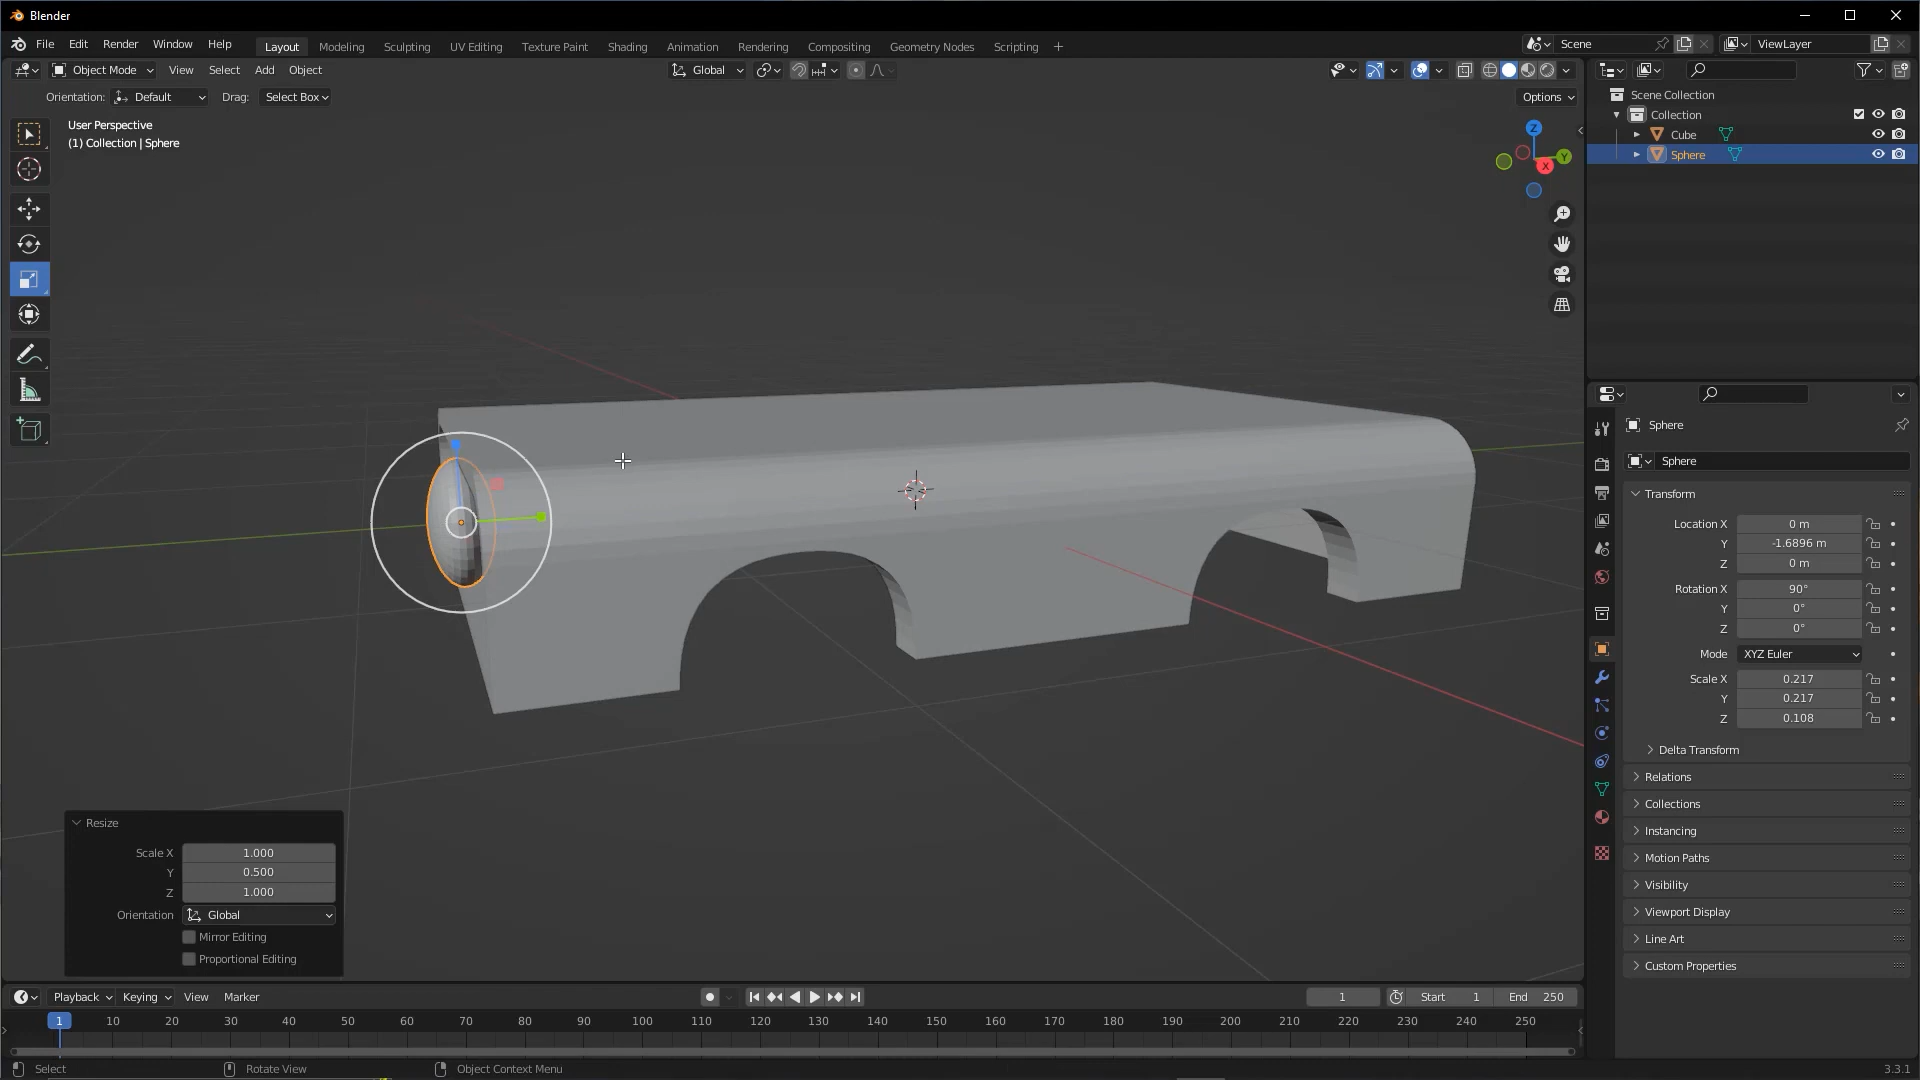 Blender
File Edit Render Window Help
Layout Modeling Sculpting UV Editing Texture Paint Shading Animation Rendering Compositing Geometry Nodes Scripting +
Scene
ViewLayer
Object Mode View Select Add Object
Global
Orientation: Default Drag: Select Box
Options
User Perspective
(1) Collection | Sphere
Z
Y
X
Scene Collection
Collection
Cube
Sphere
Sphere
Sphere
Transform
Location X 0 m
Y -1.6896 m
Z 0 m
Rotation X 90°
Y 0°
Z 0°
Mode XYZ Euler
Scale X 0.217
Y 0.217
Z 0.108
Delta Transform
Relations
Collections
Instancing
Motion Paths
Visibility
Viewport Display
Line Art
Custom Properties
Resize
Scale X 1.000
Y 0.500
Z 1.000
Orientation Global
Mirror Editing
Proportional Editing
Playback Keying View Marker
1
Start 1
End 250
1 10 20 30 40 50 60 70 80 90 100 110 120 130 140 150 160 170 180 190 200 210 220 230 240 250
Select
Rotate View
Object Context Menu
3.3.1